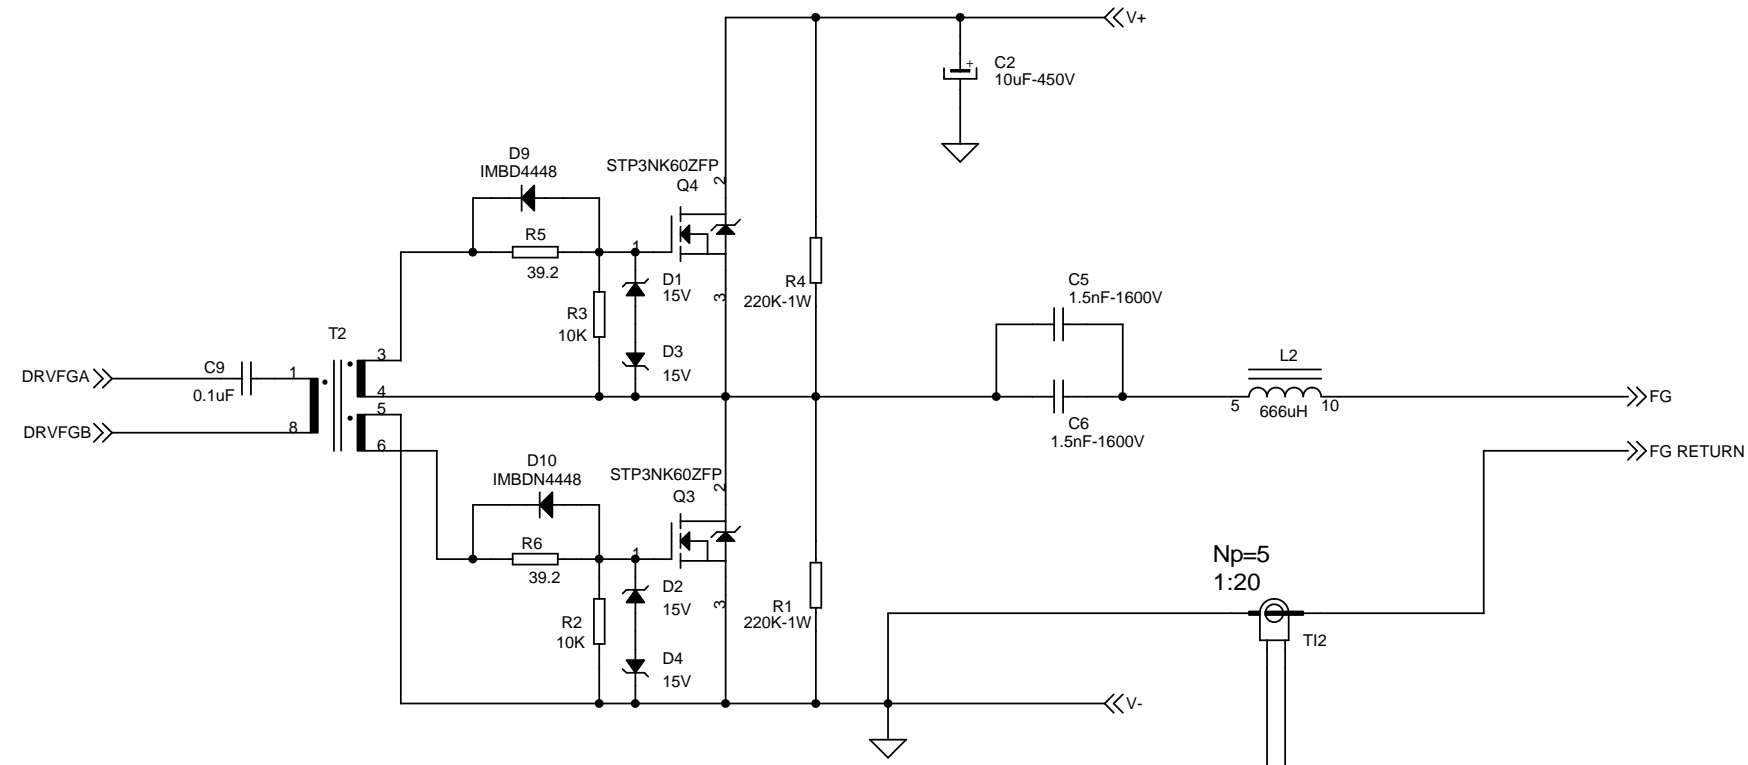 V+
C2
10uF-450V
D9
IMBD4448
STP3NK60ZFP
Q4
2
R5
39.2
1
D1
15V
R3
10K
3
R4
220K-1W
C5
1.5nF-1600V
D3
15V
T2
3
4
5
6
DRVFGA
C9
0.1uF
1
DRVFGB
8
L2
5
666uH
10
FG
C6
1.5nF-1600V
FG RETURN
D10
IMBDN4448
STP3NK60ZFP
Q3
2
R6
39.2
1
D2
15V
R2
10K
3
R1
220K-1W
D4
15V
Np=5
1:20
TI2
V-